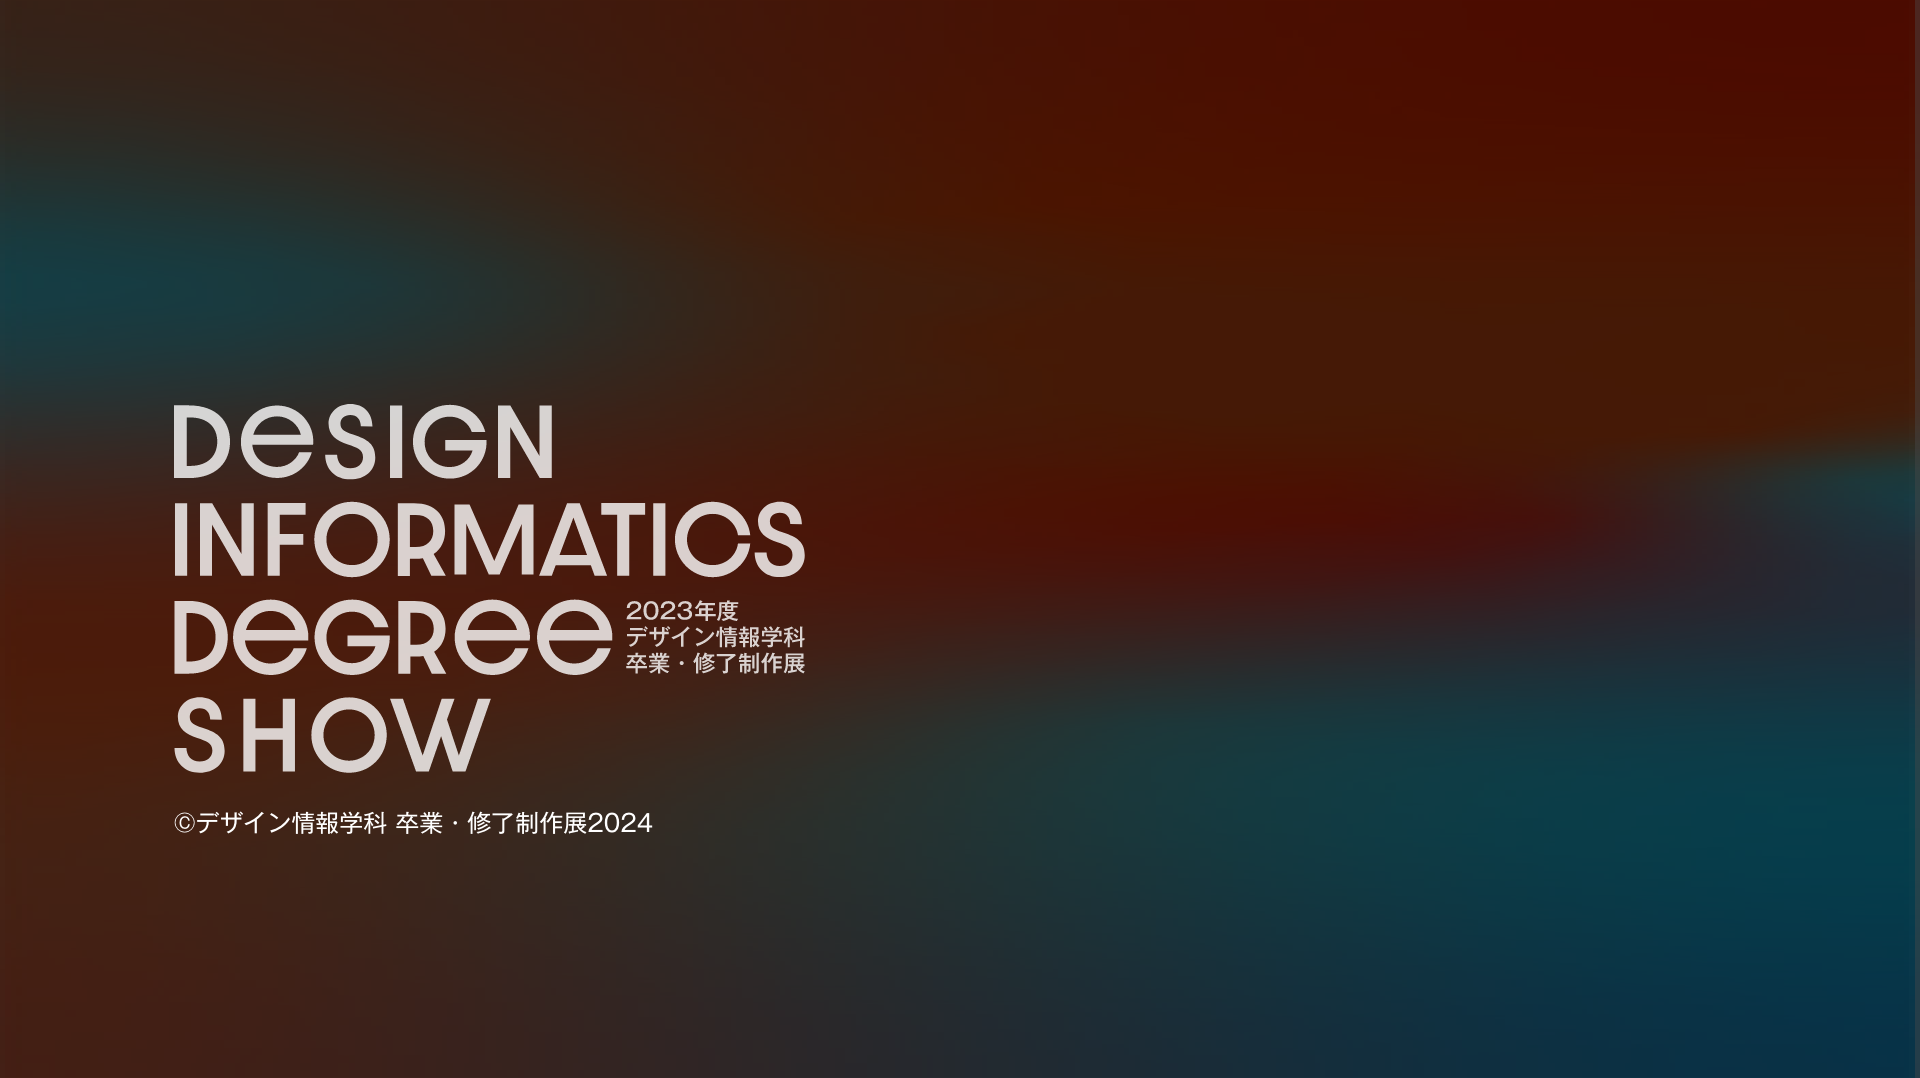 DeSIGN
INFORMATICS
DeGRee
2023年度
デザイン情報学科
卒業・修了制作展
SHOW
©デザイン情報学科 卒業・修了制作展2024